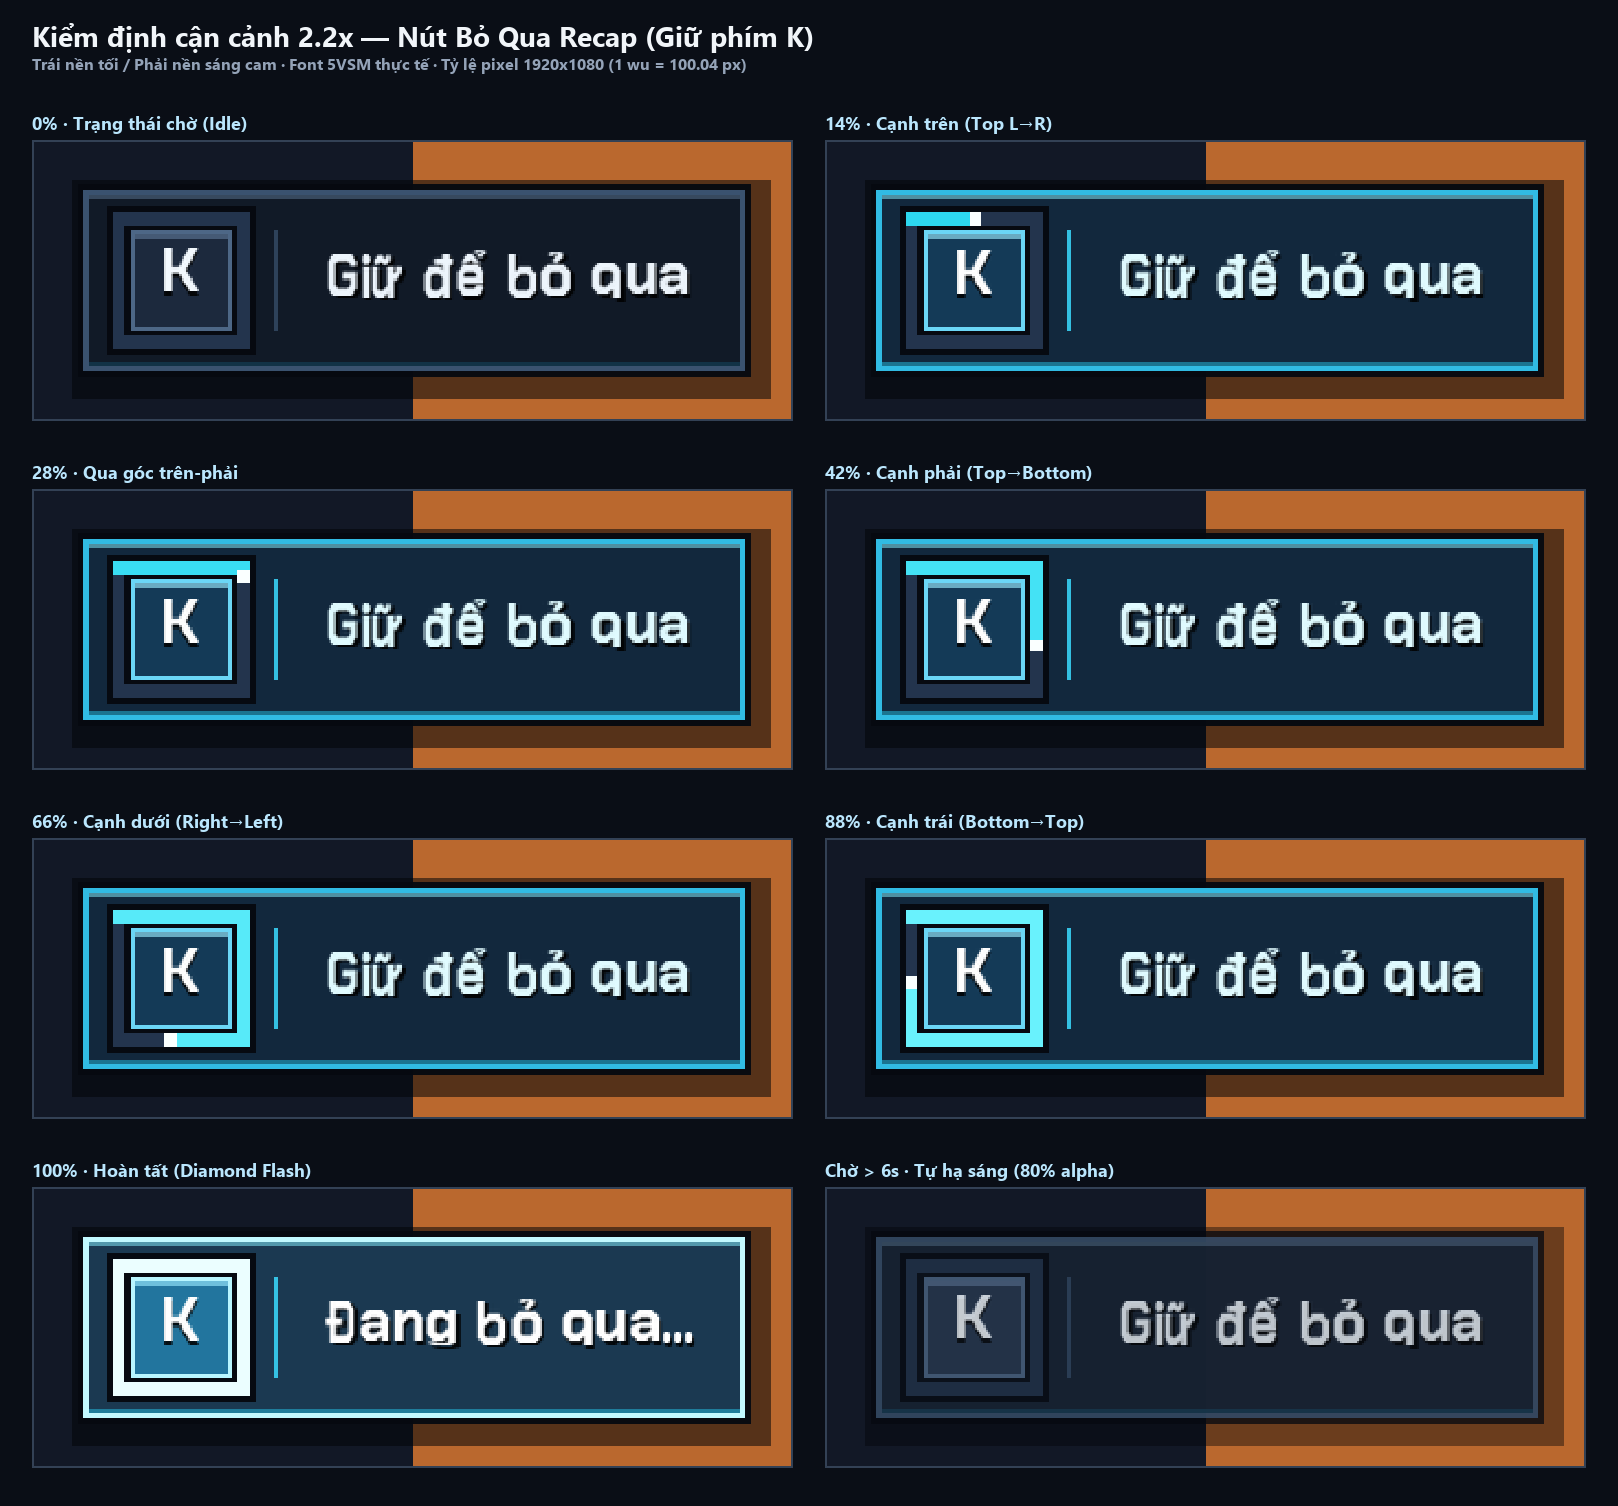 Kiểm định cận cảnh 2.2x — Nút Bỏ Qua Recap (Giữ phím K)
Trái nền tối / Phải nền sáng cam · Font 5VSM thực tế · Tỷ lệ pixel 1920x1080 (1 wu = 100.04 px)
0% · Trạng thái chờ (Idle)
K Giữ để bỏ qua
14% · Cạnh trên (Top L→R)
K Giữ để bỏ qua
28% · Qua góc trên-phải
K Giữ để bỏ qua
42% · Cạnh phải (Top→Bottom)
K Giữ để bỏ qua
66% · Cạnh dưới (Right→Left)
K Giữ để bỏ qua
88% · Cạnh trái (Bottom→Top)
K Giữ để bỏ qua
100% · Hoàn tất (Diamond Flash)
K Đang bỏ qua...
Chờ > 6s · Tự hạ sáng (80% alpha)
K Giữ để bỏ qua